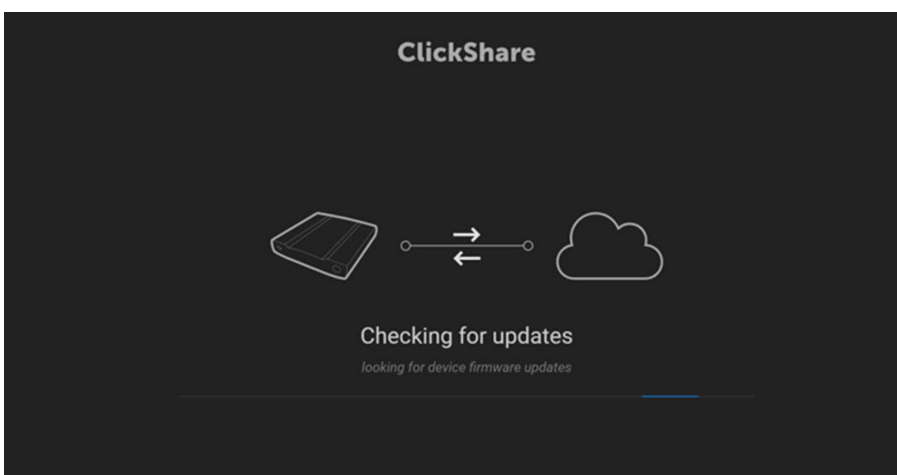 ClickShare
Checking for updates
looking for device firmware updates